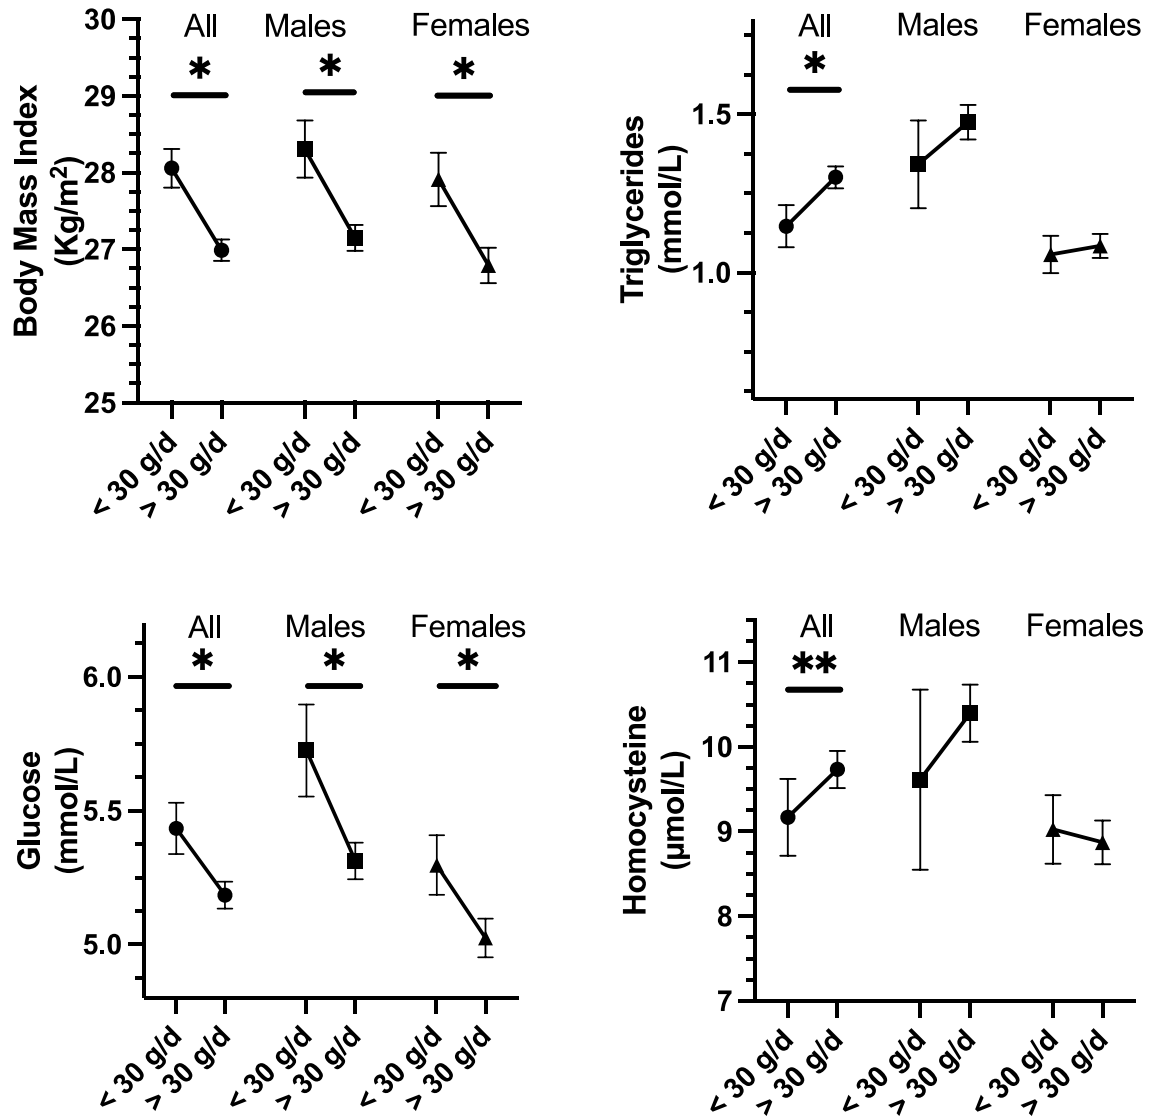 All Males Females
* * *
Body Mass Index
(Kg/m²)
30
29
28
27
26
25
< 30 g/d > 30 g/d < 30 g/d > 30 g/d < 30 g/d > 30 g/d
All Males Females
*
Triglycerides
(mmol/L)
1.5
1.0
< 30 g/d > 30 g/d < 30 g/d > 30 g/d < 30 g/d > 30 g/d
All Males Females
* * *
Glucose
(mmol/L)
6.0
5.5
5.0
< 30 g/d > 30 g/d < 30 g/d > 30 g/d < 30 g/d > 30 g/d
All Males Females
**
Homocysteine
(µmol/L)
11
10
9
8
7
< 30 g/d > 30 g/d < 30 g/d > 30 g/d < 30 g/d > 30 g/d